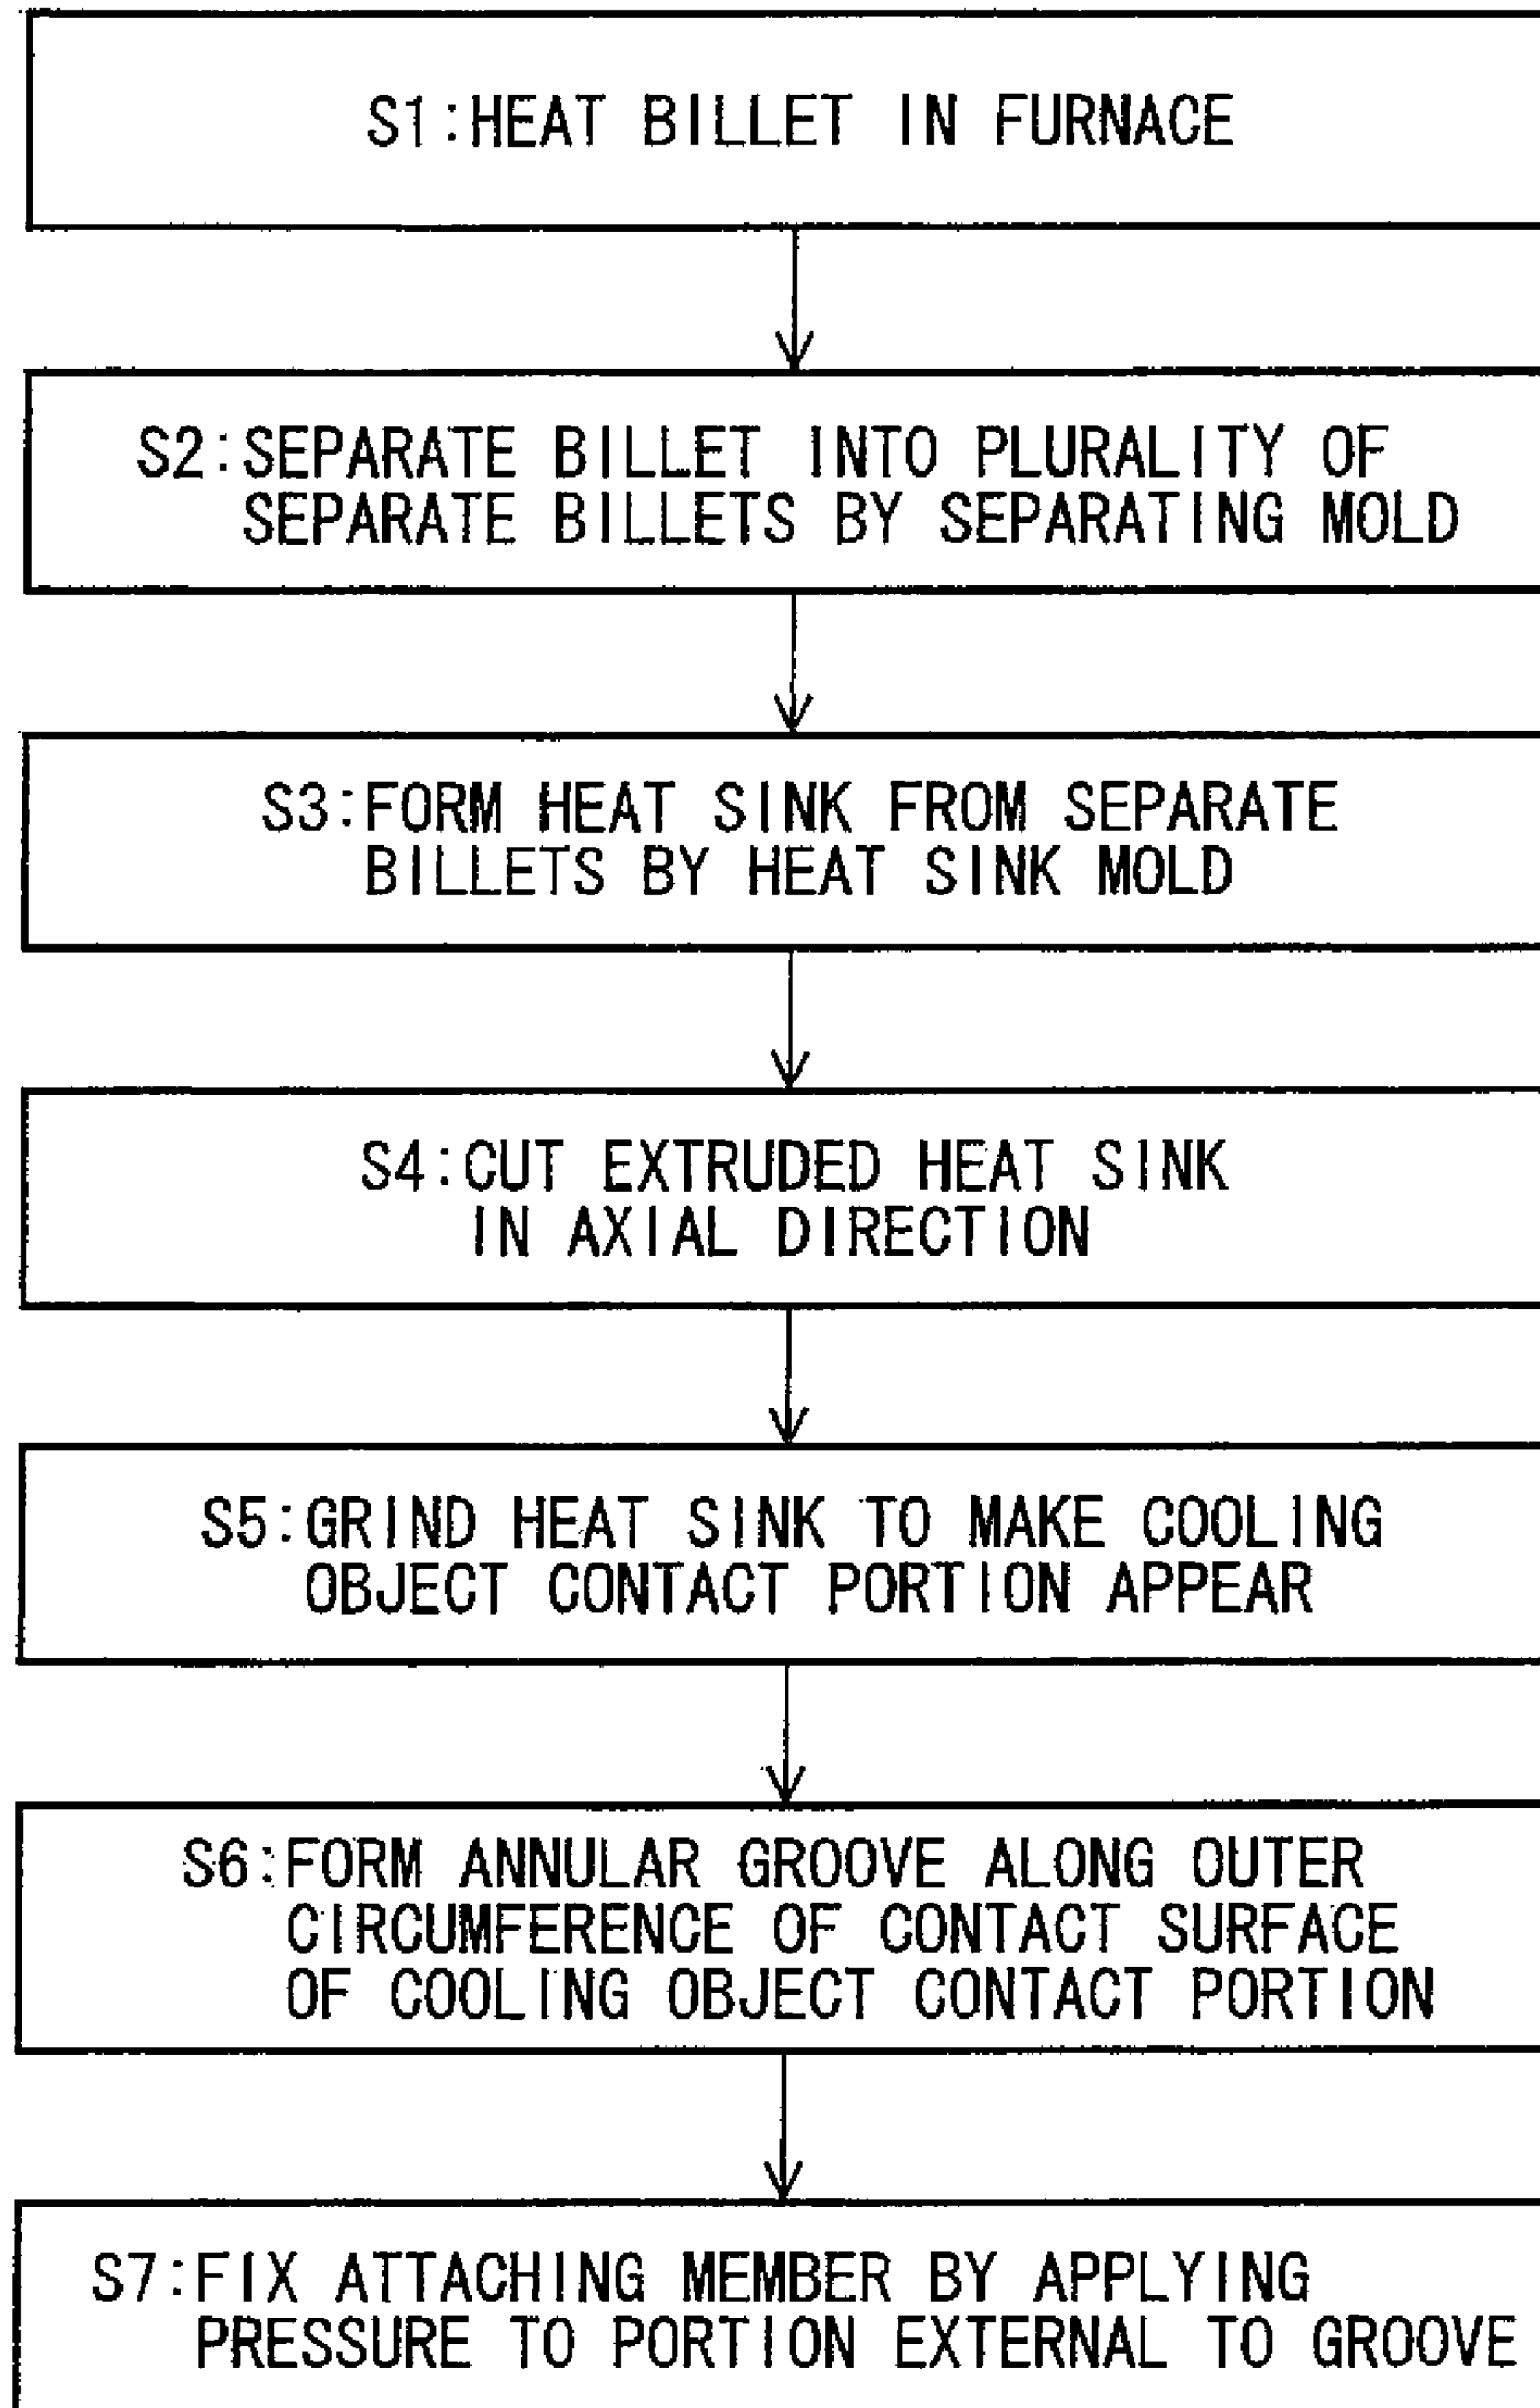 S1:HEAT BILLET IN FURNACE
S2:SEPARATE BILLET INTO PLURALITY OF
SEPARATE BILLETS BY SEPARATING MOLD
S3:FORM HEAT SINK FROM SEPARATE
BILLETS BY HEAT SINK MOLD
S4:CUT EXTRUDED HEAT SINK
IN AXIAL DIRECTION
S5:GRIND HEAT SINK TO MAKE COOLING
OBJECT CONTACT PORTION APPEAR
S6:FORM ANNULAR GROOVE ALONG OUTER
CIRCUMFERENCE OF CONTACT SURFACE
OF COOLING OBJECT CONTACT PORTION
S7:FIX ATTACHING MEMBER BY APPLYING
PRESSURE TO PORTION EXTERNAL TO GROOVE